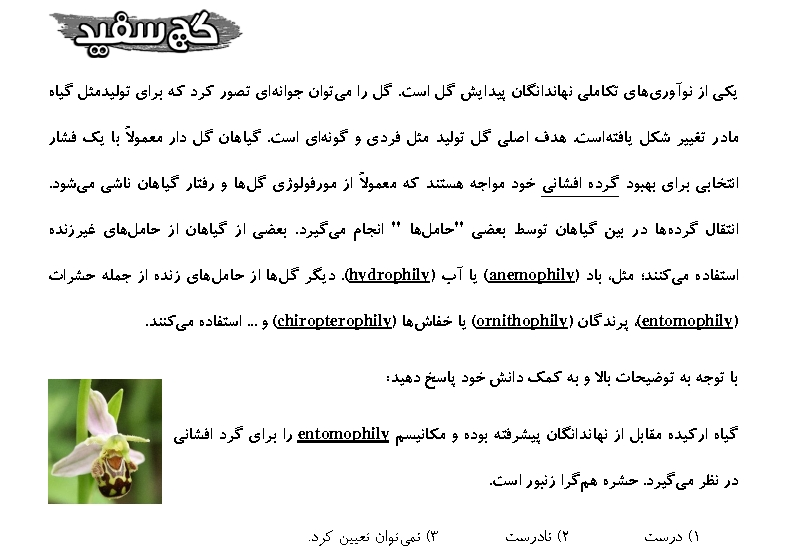 گچ سفید
یکی از نوآوری‌های تکاملی نهاندانگان پیدایش گل است. گل را می‌توان جوانه‌ای تصور کرد که برای تولیدمثل گیاه
مادر تغییر شکل یافته‌است. هدف اصلی گل تولید مثل فردی و گونه‌ای است. گیاهان گل دار معمولاً با یک فشار
انتخابی برای بهبود گرده افشانی خود مواجه هستند که معمولاً از مورفولوژی گل‌ها و رفتار گیاهان ناشی می‌شود.
انتقال گرده‌ها در بین گیاهان توسط بعضی "حامل‌ها " انجام می‌گیرد. بعضی از گیاهان از حامل‌های غیرزنده
استفاده می‌کنند؛ مثل، باد (anemophily) یا آب (hydrophily). دیگر گل‌ها از حامل‌های زنده از جمله حشرات
(entomophily)، پرندگان (ornithophily) یا خفاش‌ها (chiropterophily) و ... استفاده می‌کنند.
با توجه به توضیحات بالا و به کمک دانش خود پاسخ دهید:
گیاه ارکیده مقابل از نهاندانگان پیشرفته بوده و مکانیسم entomophily را برای گرد افشانی
در نظر می‌گیرد. حشره هم‌گرا زنبور است.
۱) درست ۲) نادرست ۳) نمی‌توان تعیین کرد.